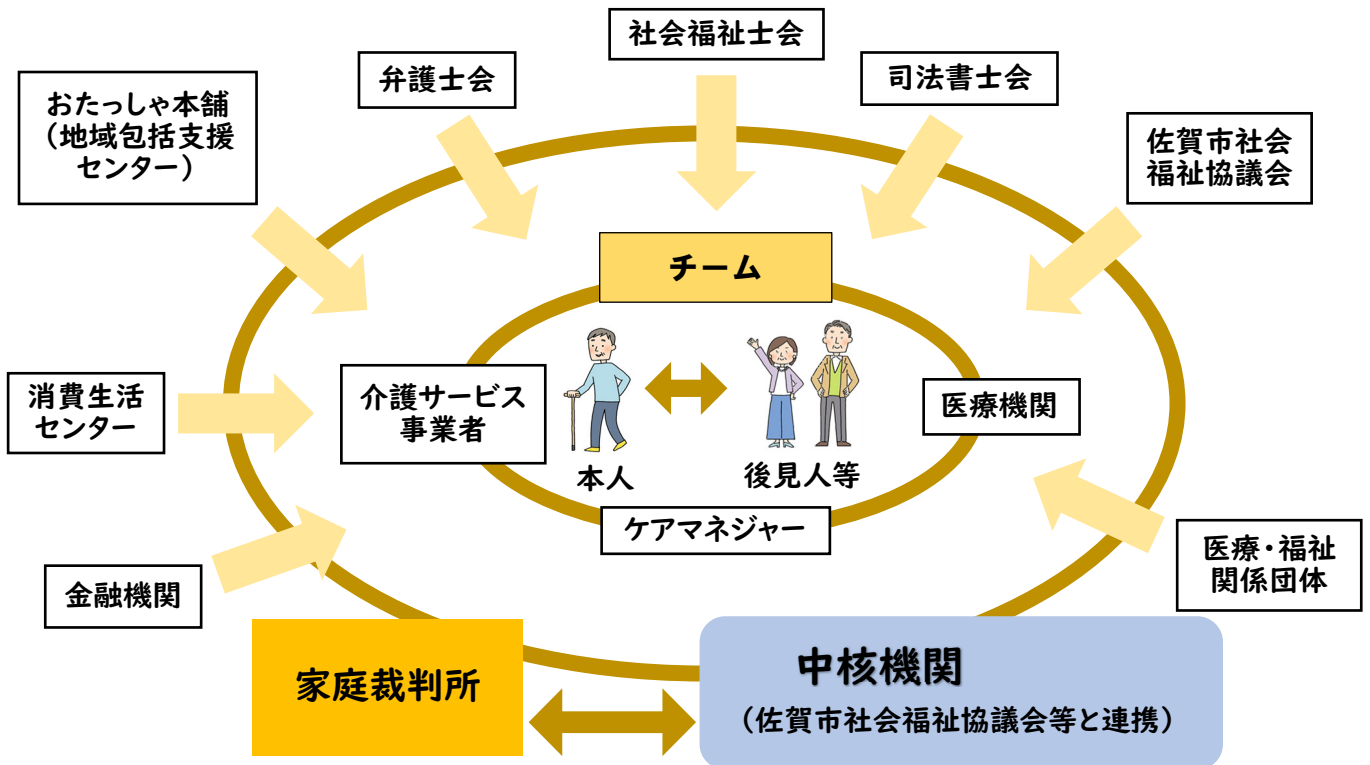 社会福祉士会
弁護士会
司法書士会
おたっしゃ本舗
(地域包括支援
センター)
佐賀市社会
福祉協議会
チーム
消費生活
センター
介護サービス
事業者
医療機関
本人
後見人等
ケアマネジャー
金融機関
医療・福祉
関係団体
家庭裁判所
中核機関
(佐賀市社会福祉協議会等と連携)